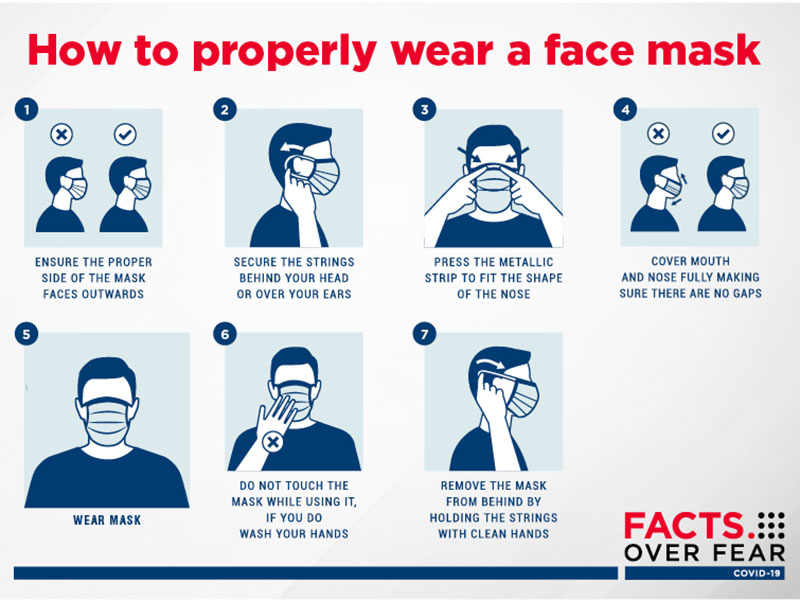 How to properly wear a face mask
1
ENSURE THE PROPER
SIDE OF THE MASK
FACES OUTWARDS
2
SECURE THE STRINGS
BEHIND YOUR HEAD
OR OVER YOUR EARS
3
PRESS THE METALLIC
STRIP TO FIT THE SHAPE
OF THE NOSE
4
COVER MOUTH
AND NOSE FULLY MAKING
SURE THERE ARE NO GAPS
5
WEAR MASK
6
DO NOT TOUCH THE
MASK WHILE USING IT,
IF YOU DO
WASH YOUR HANDS
7
REMOVE THE MASK
FROM BEHIND BY
HOLDING THE STRINGS
WITH CLEAN HANDS
FACTS.
OVER FEAR
COVID-19